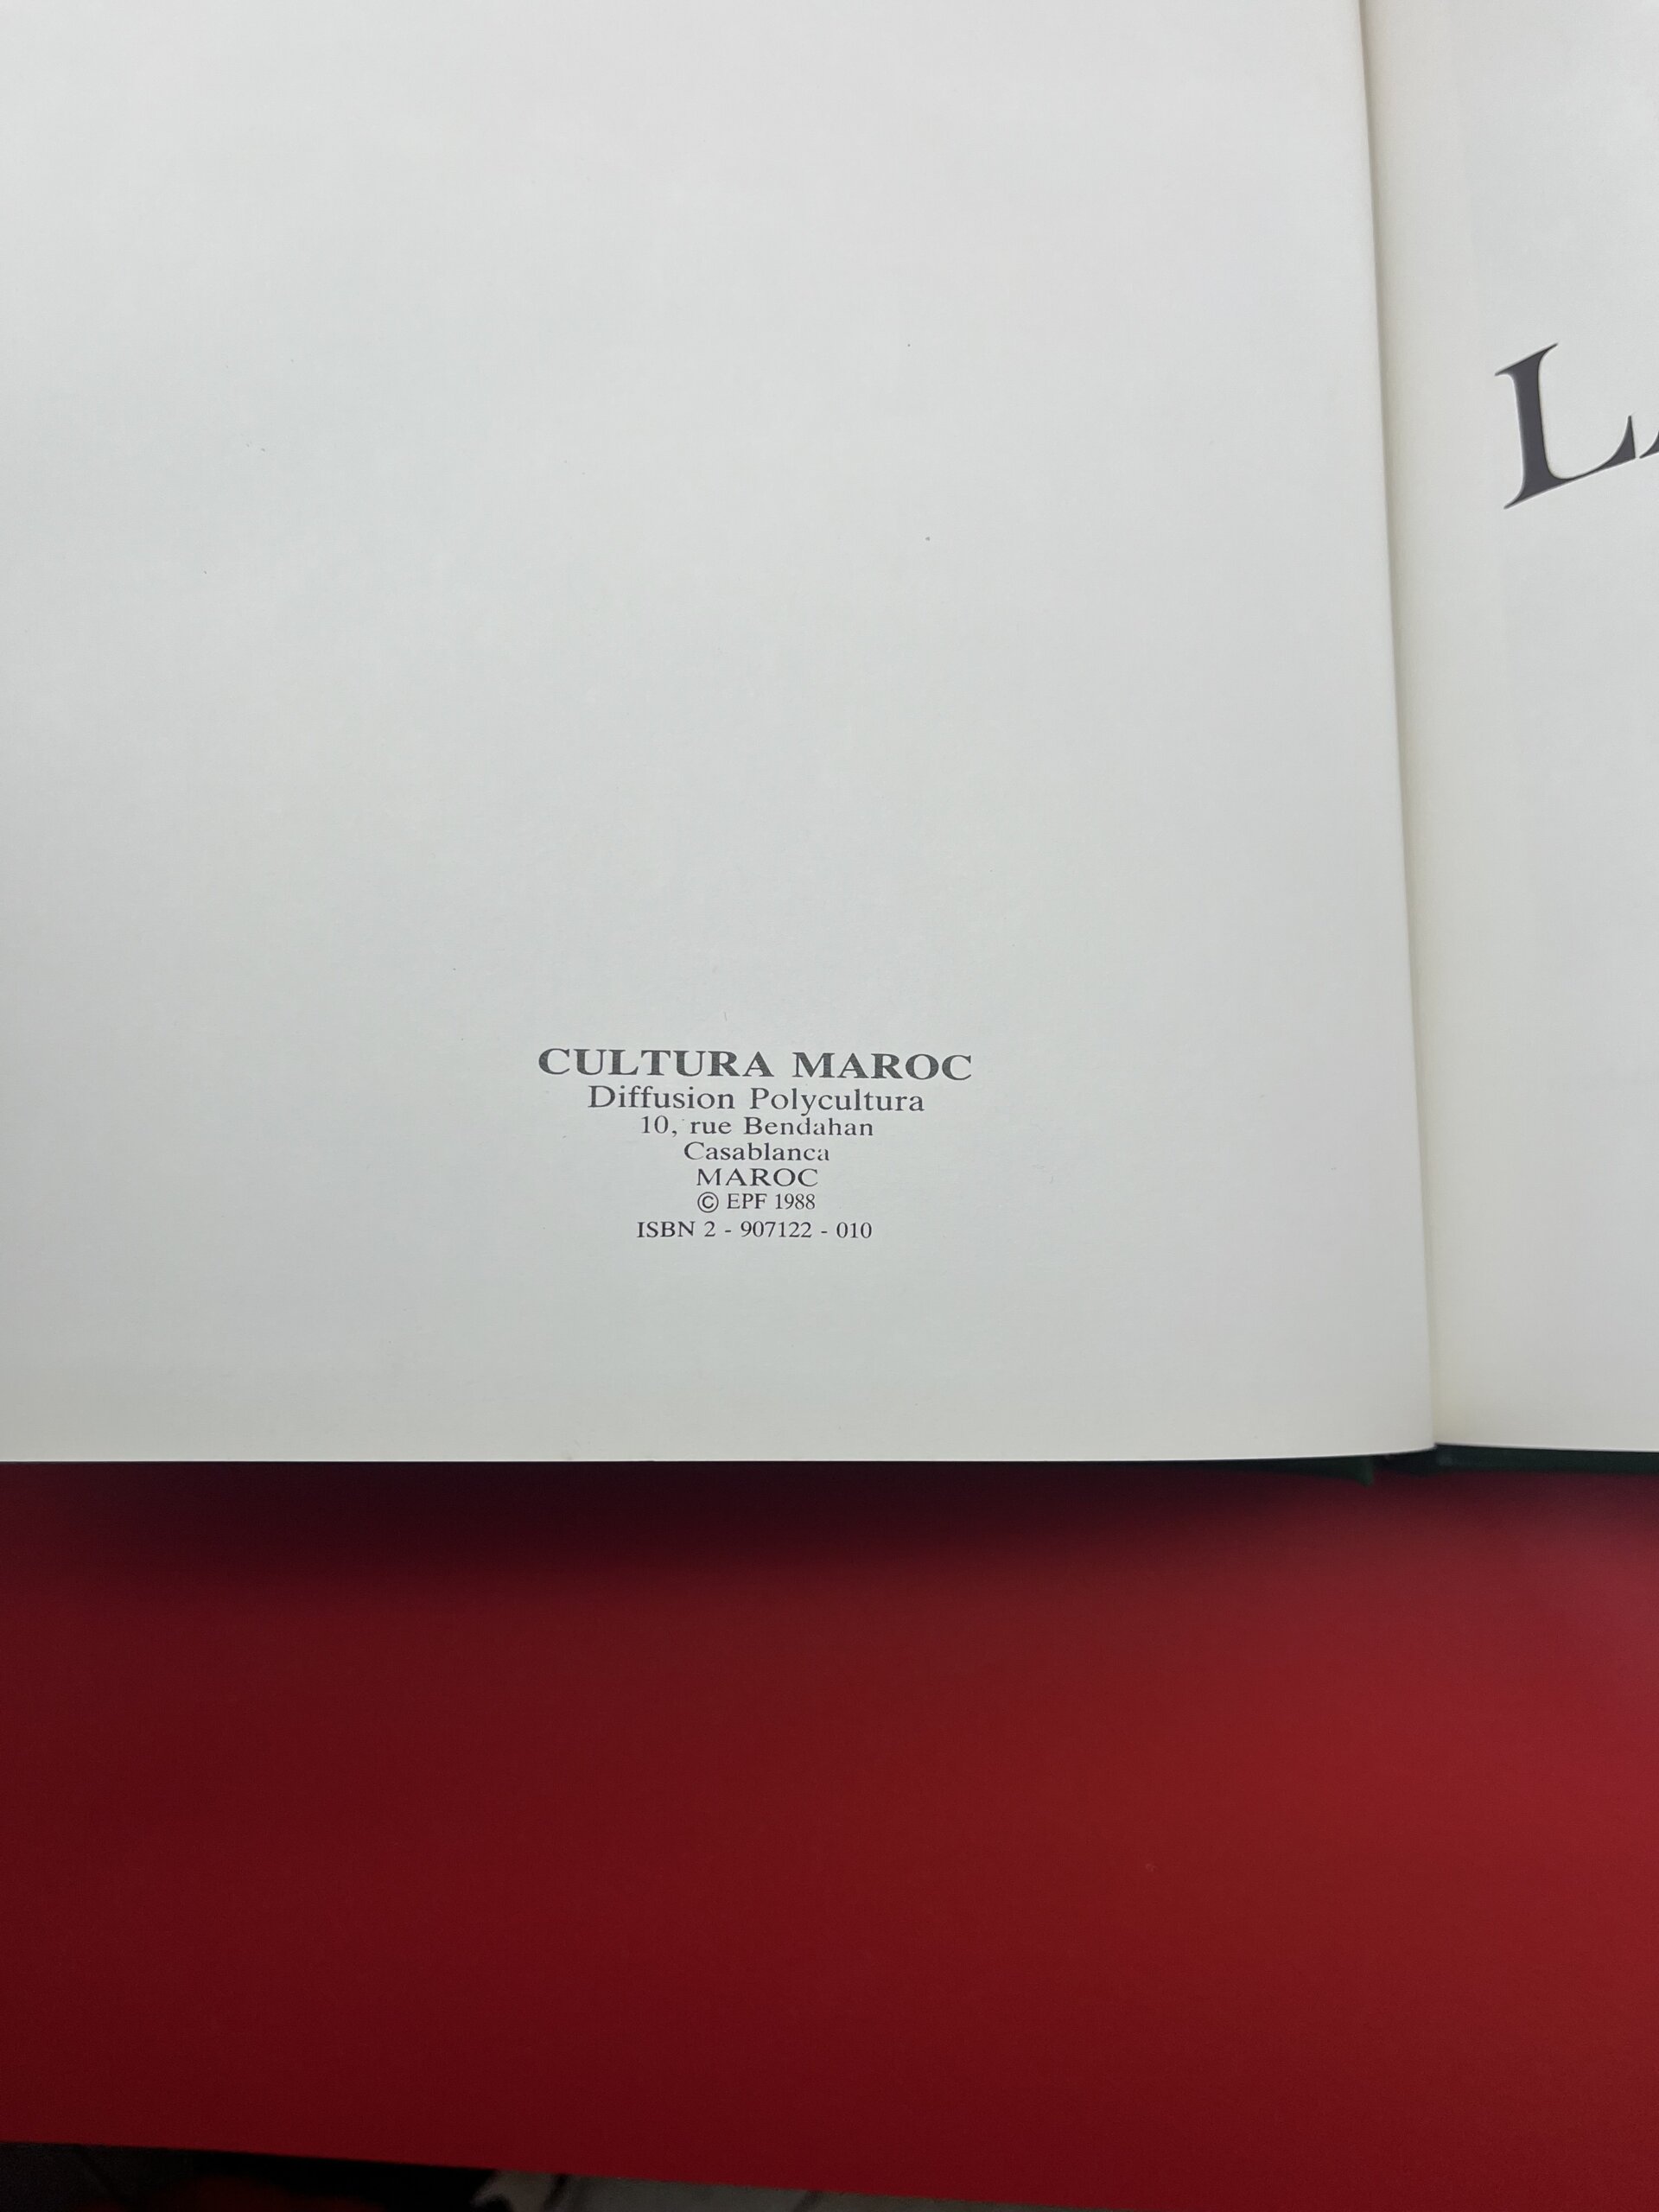 CULTURA MAROC
Diffusion Polycultura
10, rue Bendahan
Casablanca
MAROC
© EPF 1988
ISBN 2 - 907122 - 010